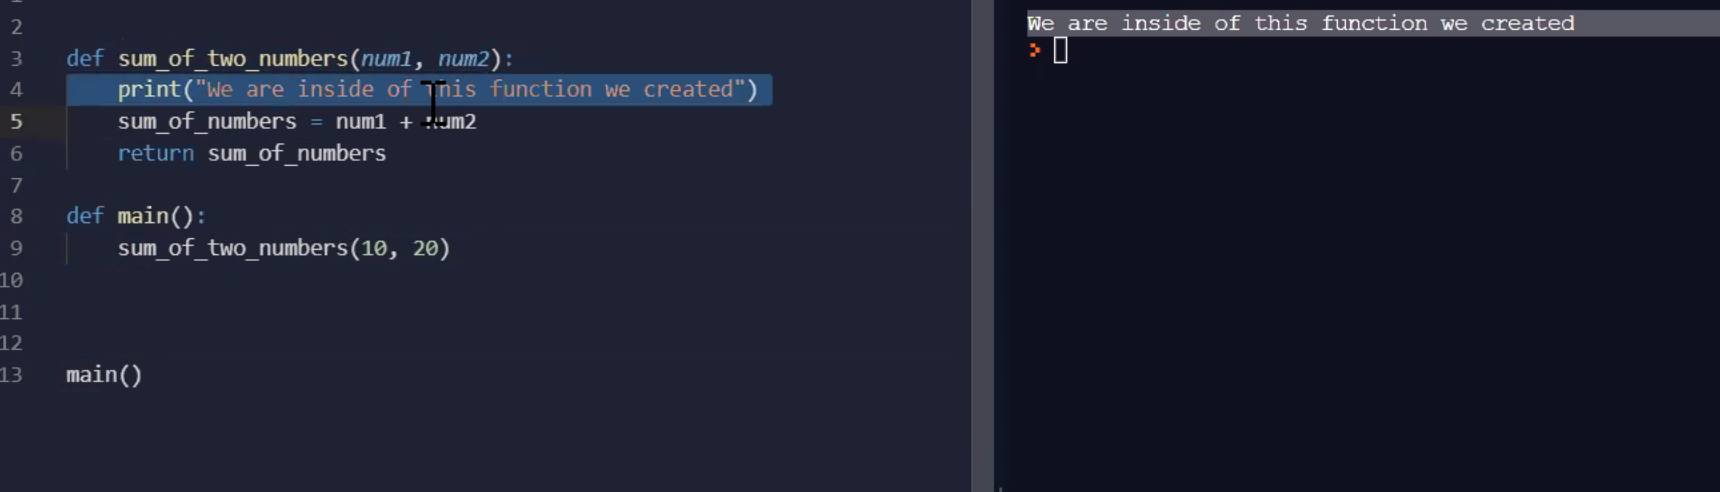 2
3 def sum_of_two_numbers(num1, num2):
4 print("We are inside of this function we created")
5 sum_of_numbers = num1 + num2
6 return sum_of_numbers
7
8 def main():
9 sum_of_two_numbers(10, 20)
10
11
12
13 main()
We are inside of this function we created
>